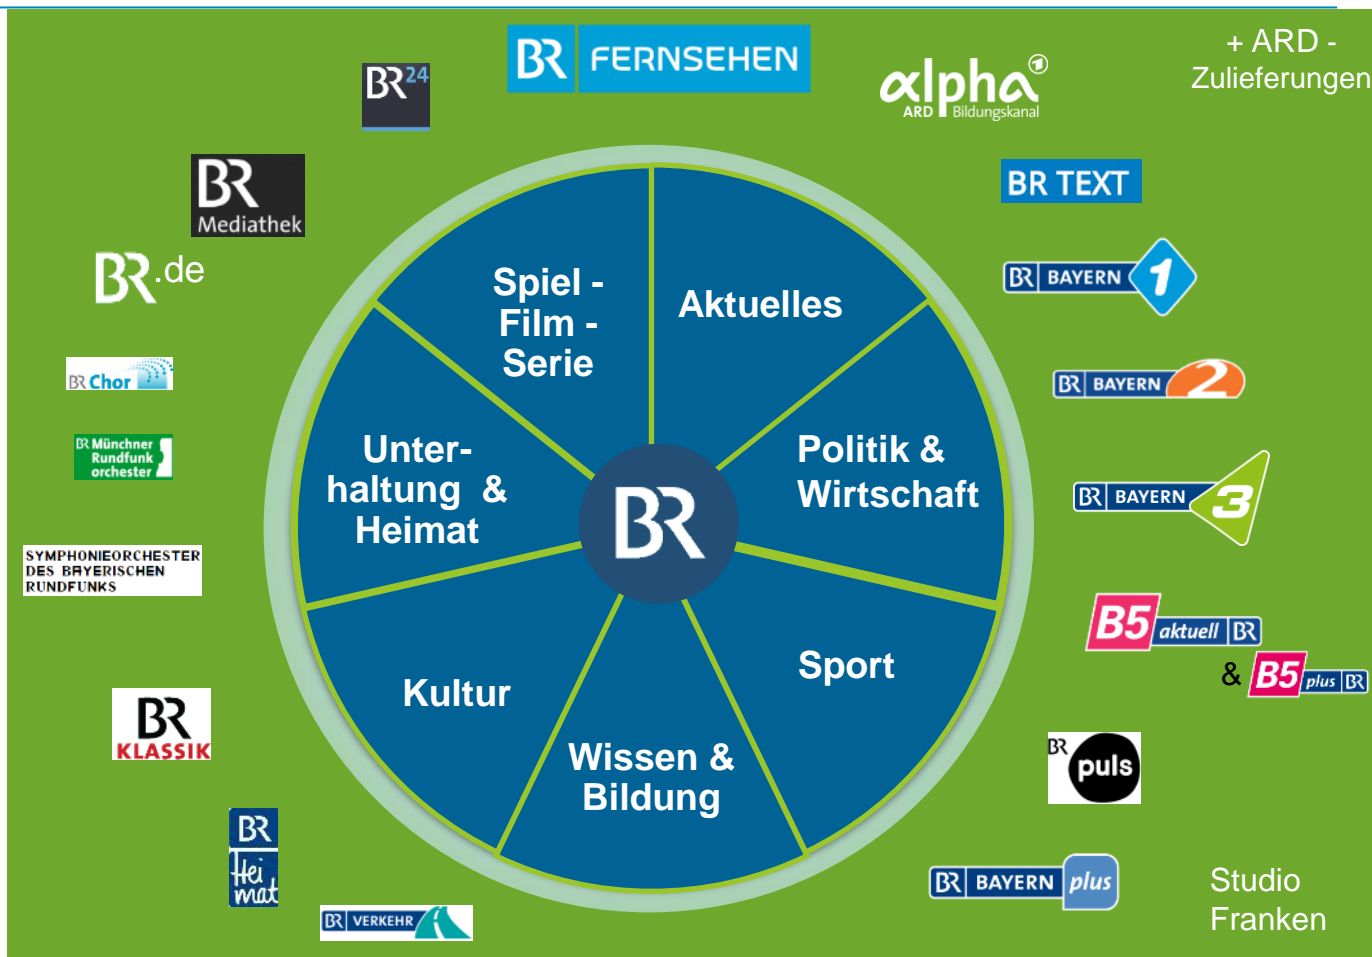 BR FERNSEHEN
αlpha
ARD Bildungskanal
+ ARD -
Zulieferungen
BR24
BR
Mediathek
BR TEXT
BR.de
BR BAYERN 1
BR Chor
BR BAYERN 2
BR Münchner
Rundfunk
orchester
BR BAYERN 3
SYMPHONIEORCHESTER
DES BAYERISCHEN
RUNDFUNKS
B5 aktuell BR
& B5 plus BR
BR
KLASSIK
BR
puls
BR
Hei
mat
BR BAYERN plus
Studio
Franken
BR VERKEHR
Spiel -
Film -
Serie
Aktuelles
Unter-
haltung &
Heimat
Politik &
Wirtschaft
BR
Kultur
Sport
Wissen &
Bildung